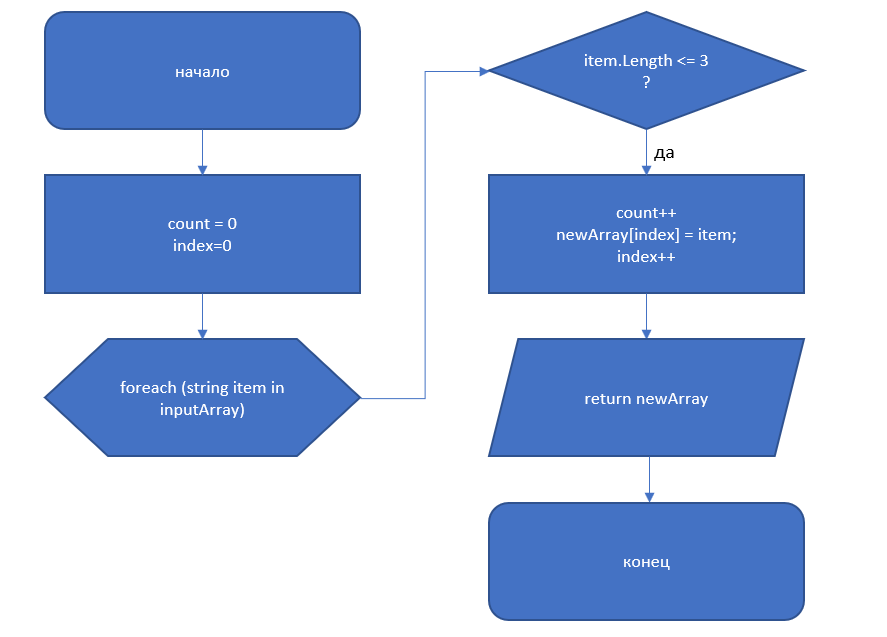 начало
count = 0
index=0
foreach (string item in
inputArray)
item.Length <= 3
?
да
count++
newArray[index] = item;
index++
return newArray
конец